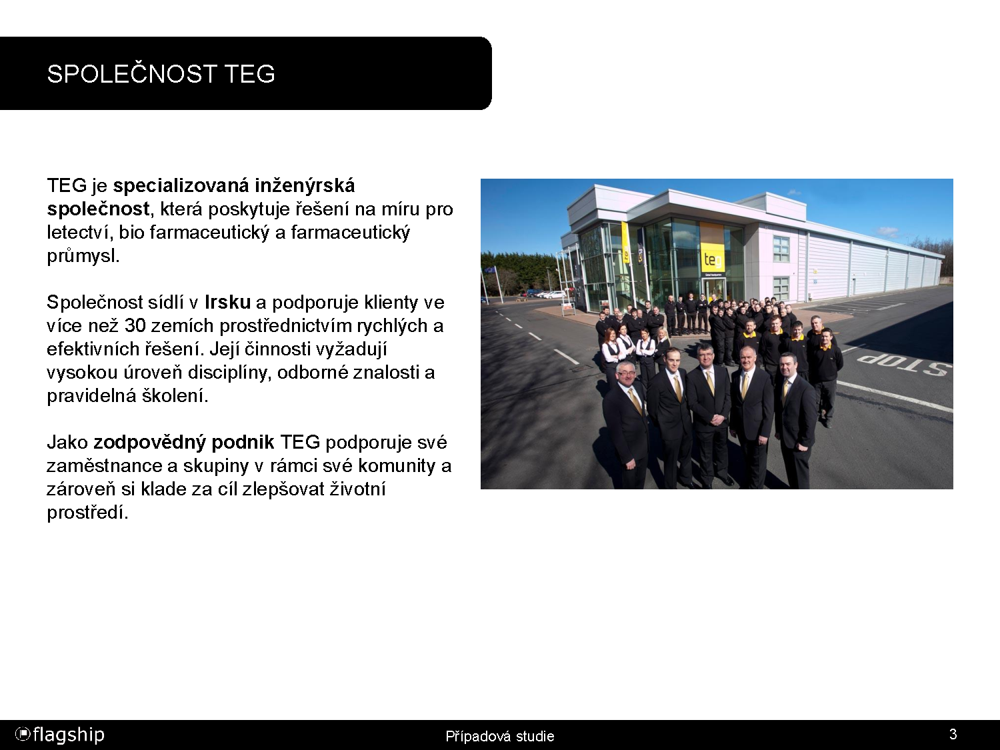 SPOLEČNOST TEG
TEG je specializovaná inženýrská
společnost, která poskytuje řešení na míru pro
letectví, bio farmaceutický a farmaceutický
průmysl.
Společnost sídlí v Irsku a podporuje klienty ve
více než 30 zemích prostřednictvím rychlých a
efektivních řešení. Její činnosti vyžadují
vysokou úroveň disciplíny, odborné znalosti a
pravidelná školení.
Jako zodpovědný podnik TEG podporuje své
zaměstnance a skupiny v rámci své komunity a
zároveň si klade za cíl zlepšovat životní
prostředí.
teg
Global Headquarters
STOP
flagship
Případová studie
3